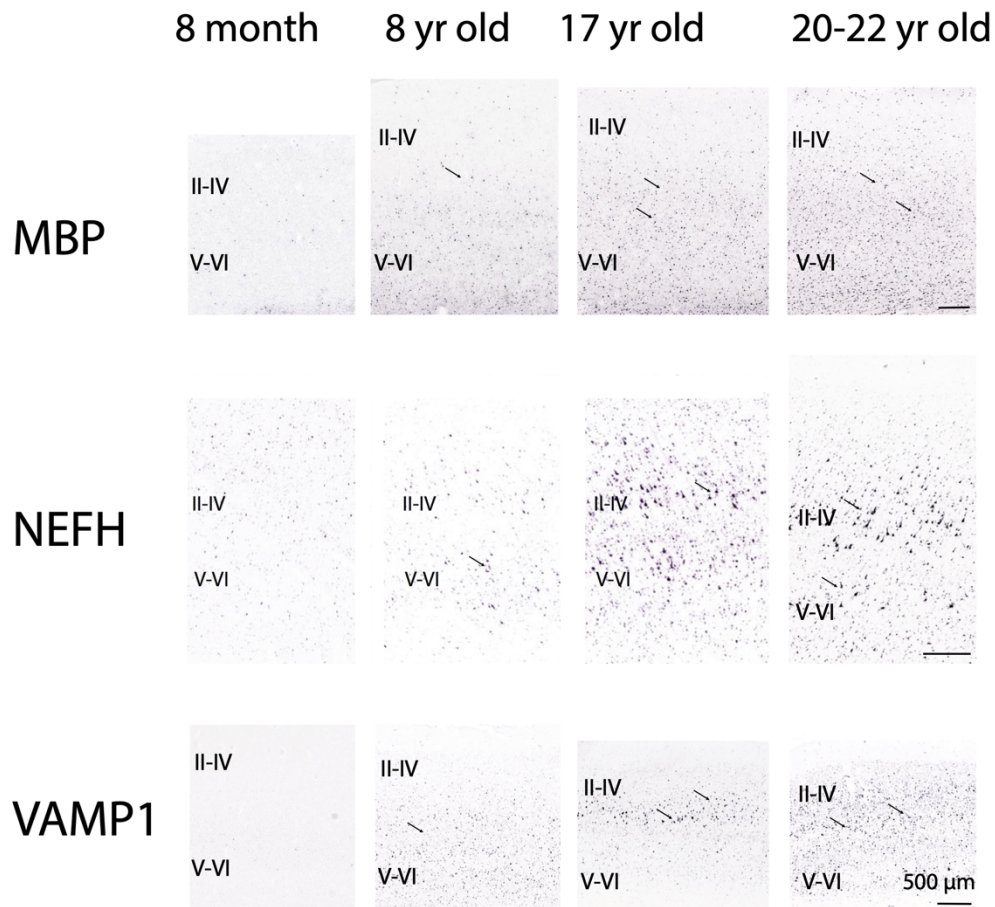 8 month 8 yr old 17 yr old 20-22 yr old
MBP
II-IV II-IV II-IV II-IV
V-VI V-VI V-VI V-VI
NEFH
II-IV II-IV II-IV II-IV
V-VI V-VI V-VI V-VI
VAMP1
II-IV II-IV II-IV II-IV
V-VI V-VI V-VI V-VI 500 μm